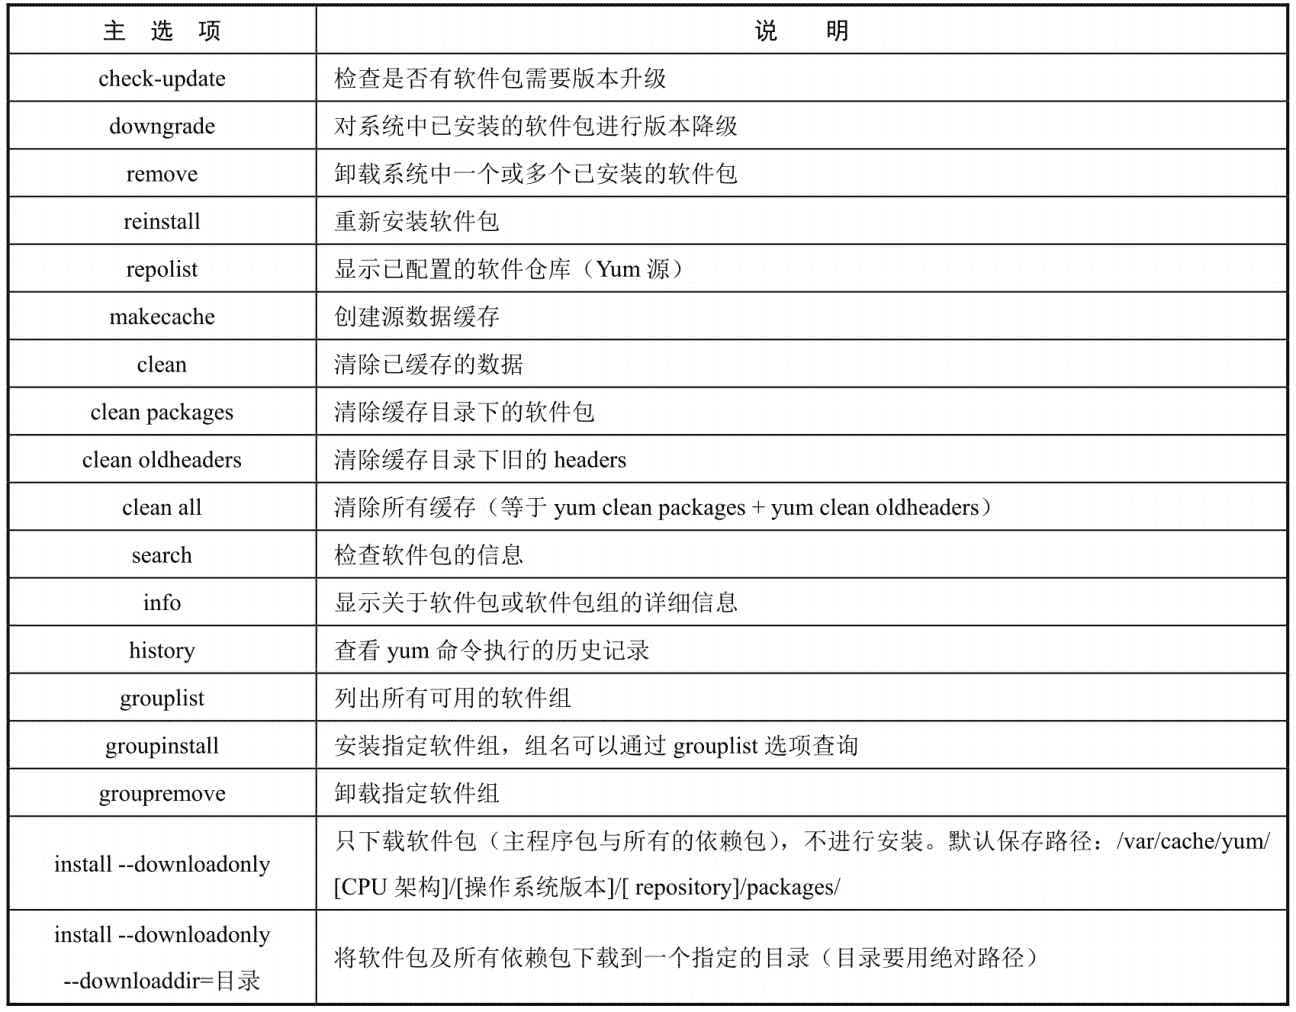 主 选 项 说 明
check-update 检查是否有软件包需要版本升级
downgrade 对系统中已安装的软件包进行版本降级
remove 卸载系统中一个或多个已安装的软件包
reinstall 重新安装软件包
repolist 显示已配置的软件仓库（Yum 源）
makecache 创建源数据缓存
clean 清除已缓存的数据
clean packages 清除缓存目录下的软件包
clean oldheaders 清除缓存目录下旧的 headers
clean all 清除所有缓存（等于 yum clean packages + yum clean oldheaders）
search 检查软件包的信息
info 显示关于软件包或软件包组的详细信息
history 查看 yum 命令执行的历史记录
grouplist 列出所有可用的软件组
groupinstall 安装指定软件组，组名可以通过 grouplist 选项查询
groupremove 卸载指定软件组
install --downloadonly
只下载软件包（主程序包与所有的依赖包），不进行安装。默认保存路径：/var/cache/yum/
[CPU 架构]/[操作系统版本]/[ repository]/packages/
install --downloadonly
--downloaddir=目录
将软件包及所有依赖包下载到一个指定的目录（目录要用绝对路径）